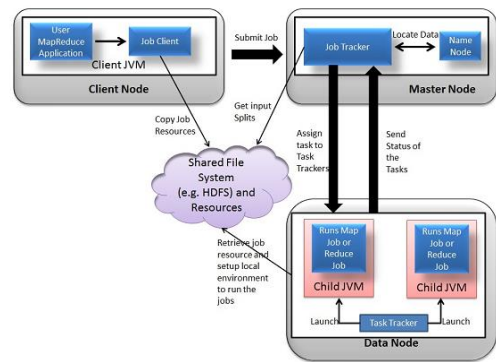 User
MapReduce
Application
Job Client
Client JVM
Client Node
Submit Job
Job Tracker
Locate Data
Name
Node
Master Node
Copy Job
Resources
Get input
Splits
Assign
task to
Task
Trackers
Send
Status of
the
Tasks
Shared File
System
(e.g. HDFS) and
Resources
Retrieve job
resource and
setup local
environment
to run the
jobs
Runs Map
Job or
Reduce
Job
Child JVM
Runs Map
Job or
Reduce
Job
Child JVM
Launch
Task Tracker
Launch
Data Node